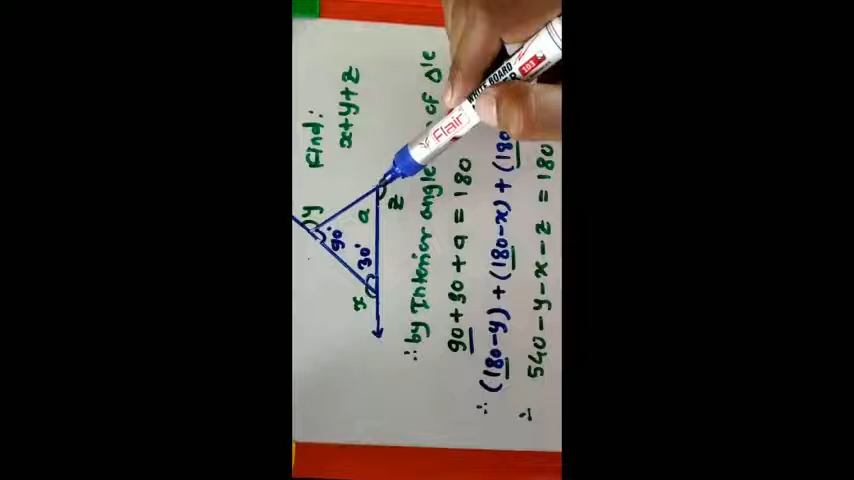 Find:
x+y+z
y
90°
30°
a
x
z
∴ by Interior angle of Δle
90+30+a = 180
∴ (180-y) + (180-x) + (180
∴ 540-y-x-z = 180
Flair
WHITE BOARD
103